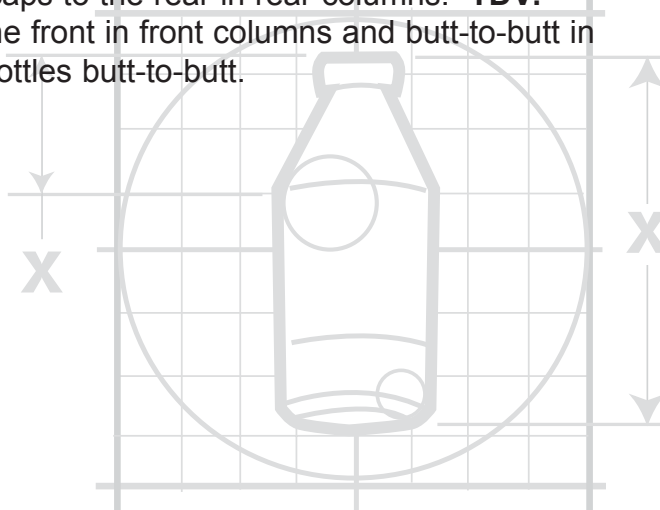 caps to the rear in rear columns. TDV:
he front in front columns and butt-to-butt in
ottles butt-to-butt.
X
X